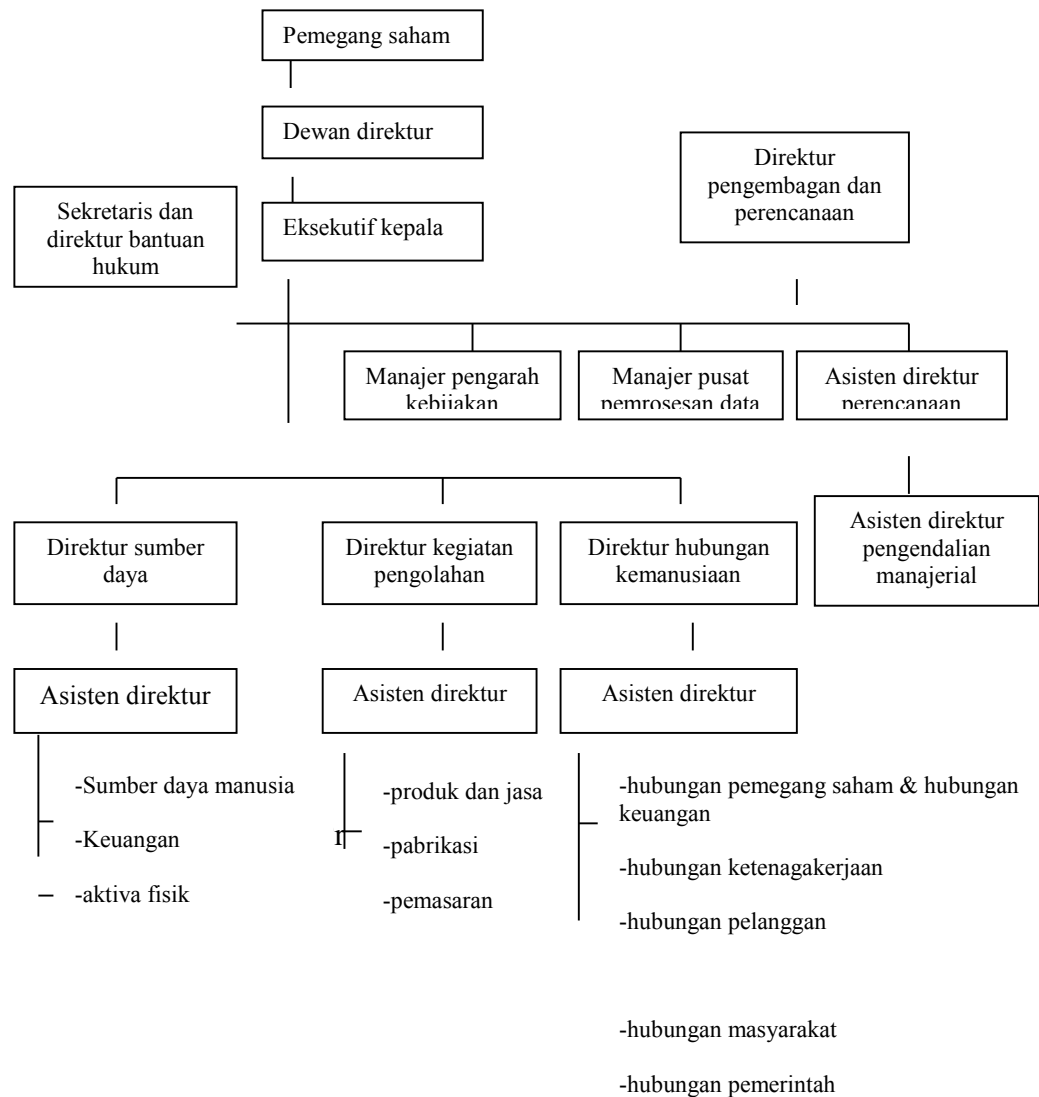 Pemegang saham
Dewan direktur
Direktur
pengembagan dan
perencanaan
Sekretaris dan
direktur bantuan
hukum
Eksekutif kepala
Manajer pengarah
kebijakan
Manajer pusat
pemrosesan data
Asisten direktur
perencanaan
Direktur sumber
daya
Direktur kegiatan
pengolahan
Direktur hubungan
kemanusiaan
Asisten direktur
pengendalian
manajerial
Asisten direktur
Asisten direktur
Asisten direktur
-Sumber daya manusia
-Keuangan
-aktiva fisik
-produk dan jasa
-pabrikasi
-pemasaran
-hubungan pemegang saham & hubungan
keuangan
-hubungan ketenagakerjaan
-hubungan pelanggan
-hubungan masyarakat
-hubungan pemerintah